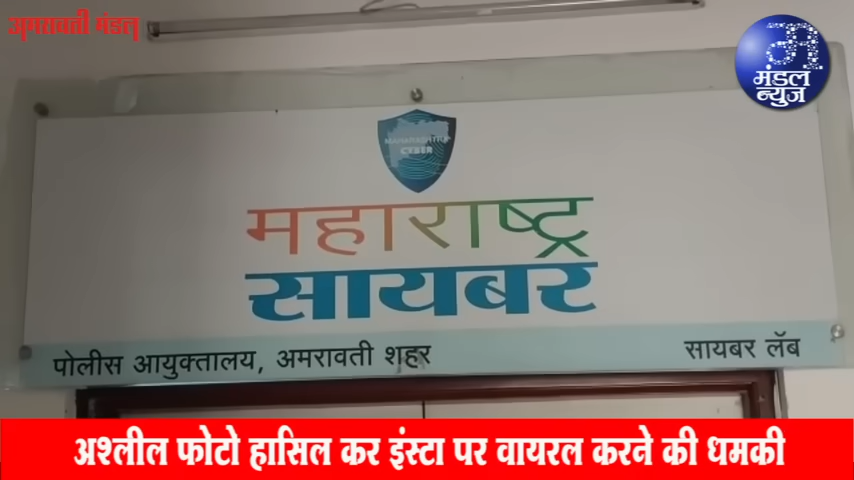 अमरावती मंडल
मी
मंडल
न्युज
MAHARASHTRA
CYBER
महाराष्ट्र
सायबर
पोलीस आयुक्तालय, अमरावती शहर
सायबर लॅब
अश्लील फोटो हासिल कर इंस्टा पर वायरल करने की धमकी